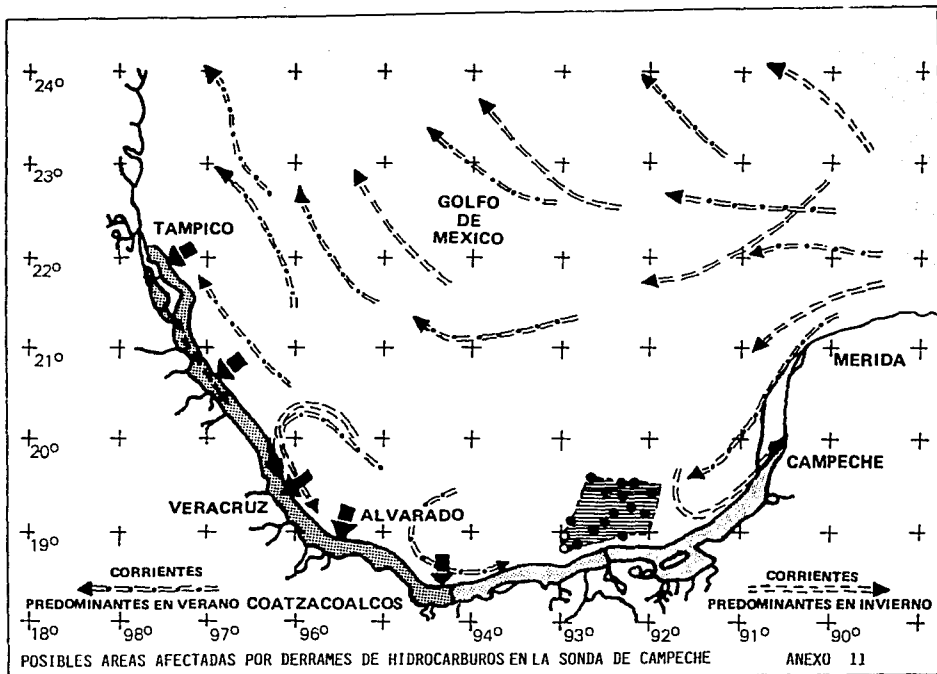 24°
23°
22°
21°
20°
19°
18°
98°
97°
96°
94°
93°
92°
91°
90°
TAMPICO
GOLFO
DE
MEXICO
MERIDA
CAMPECHE
VERACRUZ
ALVARADO
COATZACOALCOS
CORRIENTES
PREDOMINANTES EN VERANO
CORRIENTES
PREDOMINANTES EN INVIERNO
POSIBLES AREAS AFECTADAS POR DERRAMES DE HIDROCARBUROS EN LA SONDA DE CAMPECHE ANEXO 11